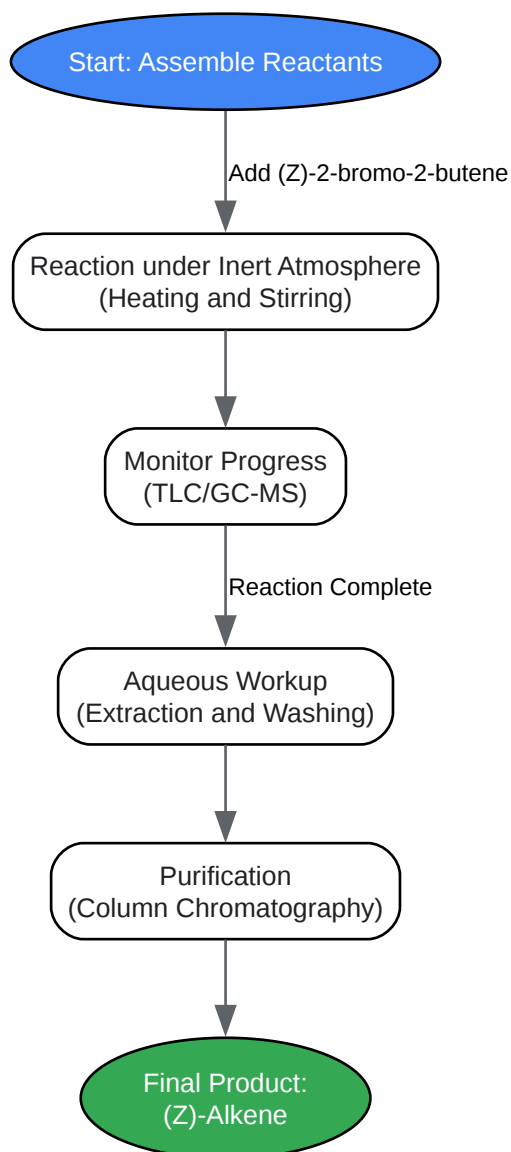 Start: Assemble Reactants
Add (Z)-2-bromo-2-butene
Reaction under Inert Atmosphere
(Heating and Stirring)
Monitor Progress
(TLC/GC-MS)
Reaction Complete
Aqueous Workup
(Extraction and Washing)
Purification
(Column Chromatography)
Final Product:
(Z)-Alkene